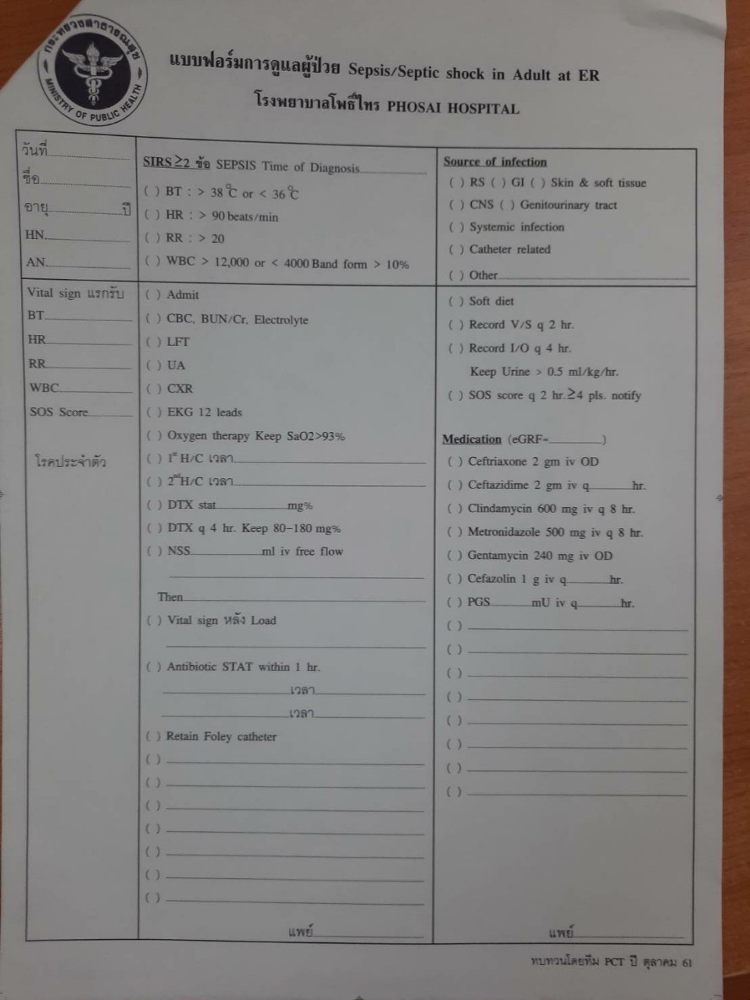 กระทรวงสาธารณสุข
MINISTRY OF PUBLIC HEALTH
แบบฟอร์มการดูแลผู้ป่วย Sepsis/Septic shock in Adult at ER
โรงพยาบาลโพธิ์ไทร PHOSAI HOSPITAL
วันที่
ชื่อ
อายุ ปี
HN
AN
SIRS ≥2 ข้อ SEPSIS Time of Diagnosis
( ) BT : > 38 ℃ or < 36 ℃
( ) HR : > 90 beats/min
( ) RR : > 20
( ) WBC > 12,000 or < 4000 Band form > 10%
Source of infection
( ) RS ( ) GI ( ) Skin & soft tissue
( ) CNS ( ) Genitourinary tract
( ) Systemic infection
( ) Catheter related
( ) Other
Vital sign แรกรับ
BT
HR
RR
WBC
SOS Score
โรคประจำตัว
( ) Admit
( ) CBC, BUN/Cr, Electrolyte
( ) LFT
( ) UA
( ) CXR
( ) EKG 12 leads
( ) Oxygen therapy Keep SaO2>93%
( ) 1st H/C เวลา
( ) 2nd H/C เวลา
( ) DTX stat mg%
( ) DTX q 4 hr. Keep 80-180 mg%
( ) NSS ml iv free flow
Then
( ) Vital sign หลัง Load
( ) Antibiotic STAT within 1 hr.
เวลา
เวลา
( ) Retain Foley catheter
( )
( )
( )
( )
( )
( )
( )
แพย์
( ) Soft diet
( ) Record V/S q 2 hr.
( ) Record I/O q 4 hr.
Keep Urine > 0.5 ml/kg/hr.
( ) SOS score q 2 hr.≥4 pls. notify
Medication (eGRF= )
( ) Ceftriaxone 2 gm iv OD
( ) Ceftazidime 2 gm iv q hr.
( ) Clindamycin 600 mg iv q 8 hr.
( ) Metronidazole 500 mg iv q 8 hr.
( ) Gentamycin 240 mg iv OD
( ) Cefazolin 1 g iv q hr.
( ) PGS mU iv q hr.
( )
( )
( )
( )
( )
( )
( )
( )
แพย์
ทบทวนโดยทีม PCT ปี ตุลาคม 61